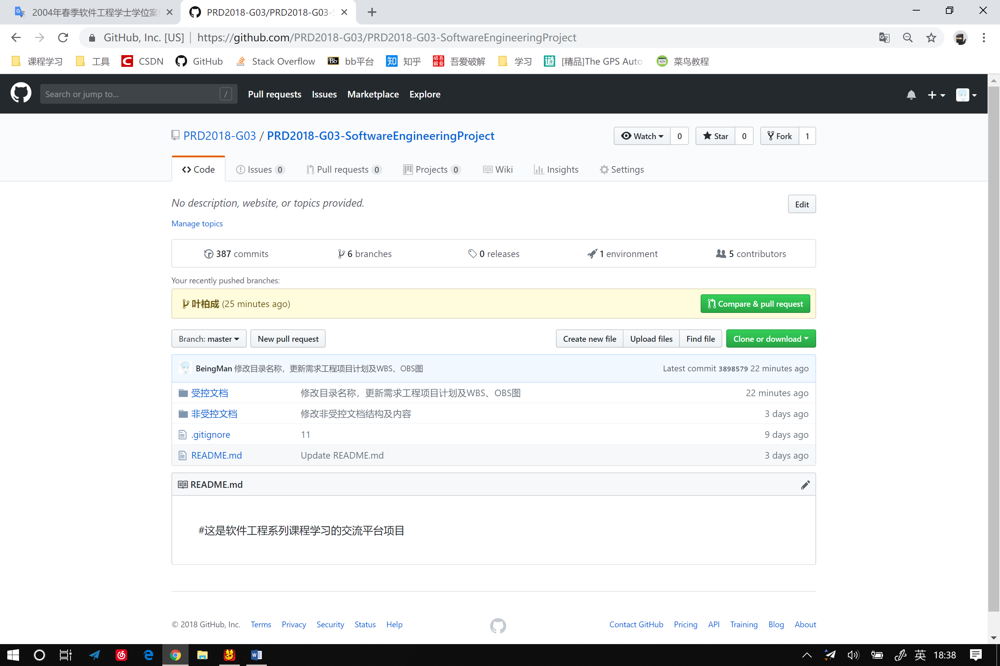 2004年春季软件工程学士学位案
PRD2018-G03/PRD2018-G03-S
GitHub, Inc. [US] | https://github.com/PRD2018-G03/PRD2018-G03-SoftwareEngineeringProject
课程学习 工具 CSDN GitHub Stack Overflow bb平台 知乎 吾爱破解 学习 [精品]The GPS Auto 菜鸟教程
Search or jump to... / Pull requests Issues Marketplace Explore
PRD2018-G03 / PRD2018-G03-SoftwareEngineeringProject Watch 0 Star 0 Fork 1
Code Issues 0 Pull requests 0 Projects 0 Wiki Insights Settings
No description, website, or topics provided. Edit
Manage topics
387 commits 6 branches 0 releases 1 environment 5 contributors
Your recently pushed branches:
叶柏成 (25 minutes ago) Compare & pull request
Branch: master New pull request Create new file Upload files Find file Clone or download
BeingMan 修改目录名称，更新需求工程项目计划及WBS、OBS图 Latest commit 3898579 22 minutes ago
受控文档 修改目录名称，更新需求工程项目计划及WBS、OBS图 22 minutes ago
非受控文档 修改非受控文档结构及内容 3 days ago
.gitignore 11 9 days ago
README.md Update README.md 3 days ago
README.md
#这是软件工程系列课程学习的交流平台项目
© 2018 GitHub, Inc. Terms Privacy Security Status Help Contact GitHub Pricing API Training Blog About
英 18:38